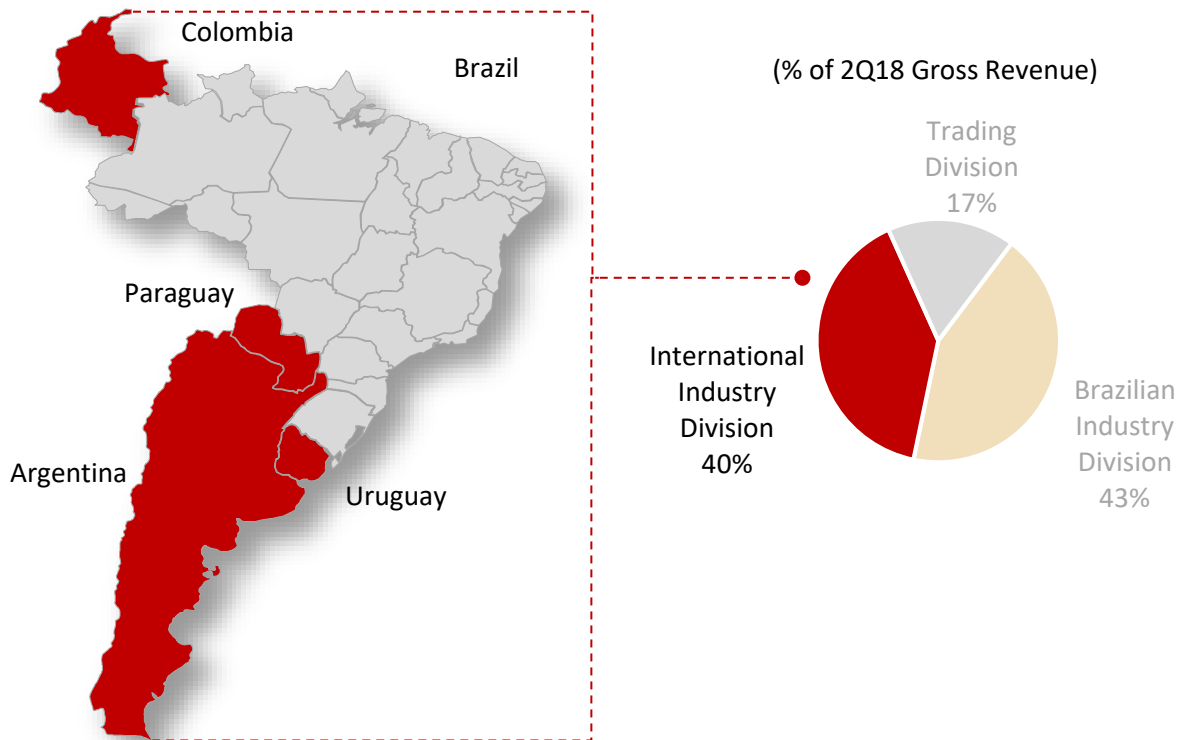 Colombia
Brazil
(% of 2Q18 Gross Revenue)
Trading
Division
17%
Paraguay
International
Industry
Division
40%
Brazilian
Industry
Division
43%
Argentina
Uruguay